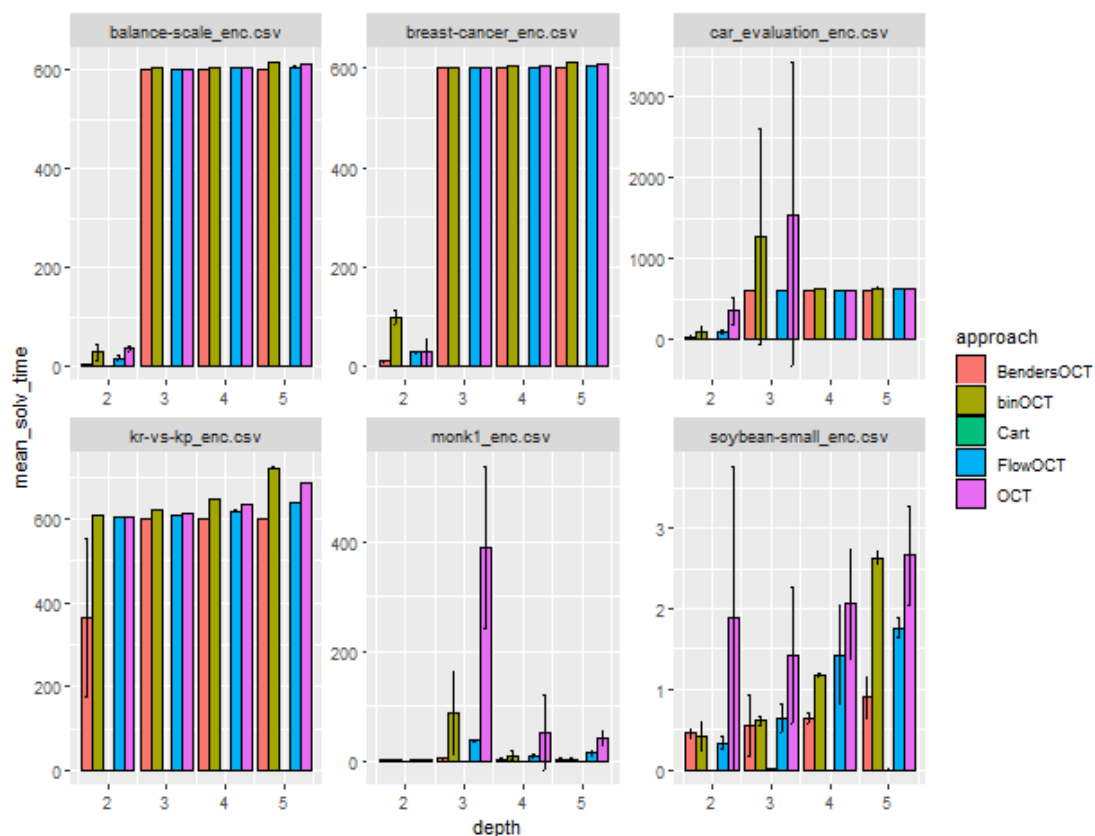 balance-scale_enc.csv
breast-cancer_enc.csv
car_evaluation_enc.csv
600
400
200
0
2 3 4 5
600
400
200
0
2 3 4 5
3000
2000
1000
0
2 3 4 5
kr-vs-kp_enc.csv
monk1_enc.csv
soybean-small_enc.csv
600
400
200
0
2 3 4 5
400
200
0
2 3 4 5
3
2
1
0
2 3 4 5
mean_solv_time
depth
approach
BendersOCT
binOCT
Cart
FlowOCT
OCT